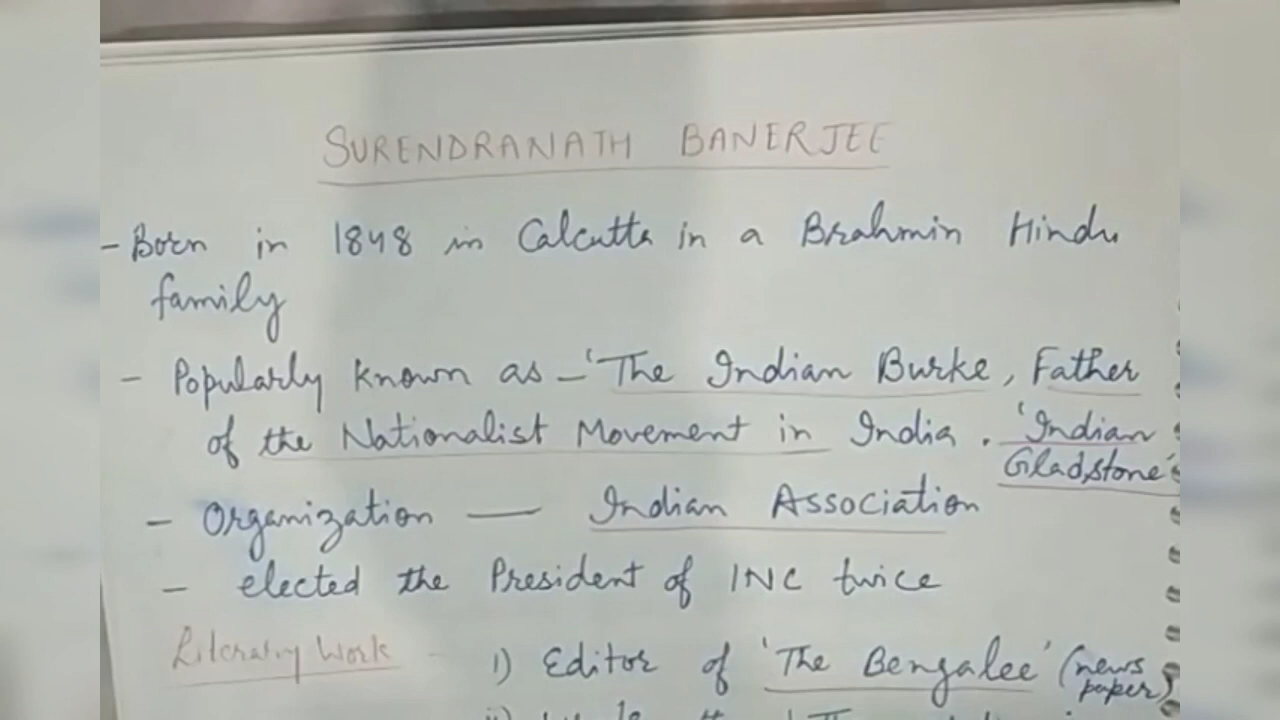 SURENDRANATH BANERJEE
- Born in 1848 in Calcutta in a Brahmin Hindu
family
- Popularly known as - 'The Indian Burke, Father
of the Nationalist Movement in India. 'Indian
Gladstone'
- Organization — Indian Association
- elected the President of INC twice
Literary Work - i) Editor of 'The Bengalee' (news
paper)
ii)